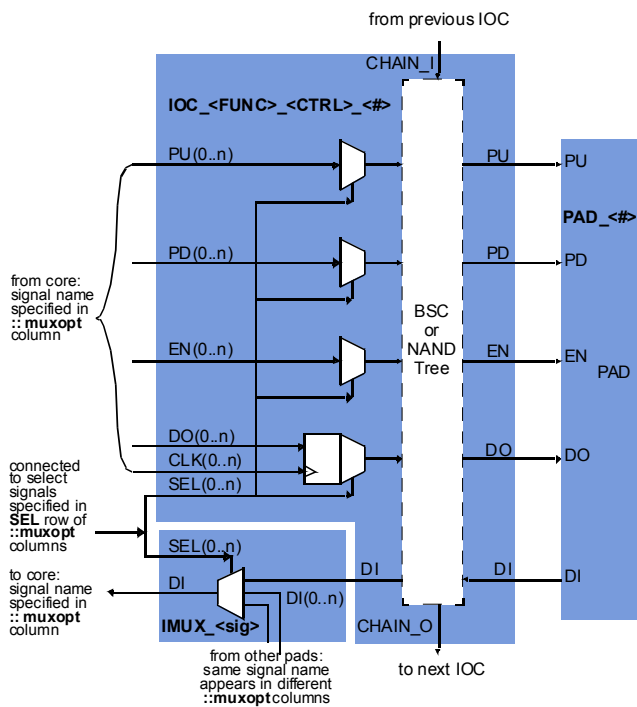 from previous IOC
CHAIN_I
IOC_<FUNC>_<CTRL>_<#>
PU(0..n)
PU
PU
PAD_<#>
PD(0..n)
PD
PD
from core:
signal name
specified in
:: muxopt
column
BSC
or
NAND
Tree
EN(0..n)
EN
EN
PAD
DO(0..n)
DO
DO
CLK(0..n)
SEL(0..n)
connected
to select
signals
specified in
SEL row of
::muxopt
columns
SEL(0..n)
DI
DI
DI
DI
DI(0..n)
to core:
signal name
specified in
:: muxopt
column
IMUX_<sig>
CHAIN_O
from other pads:
same signal name
appears in different
::muxopt columns
to next IOC